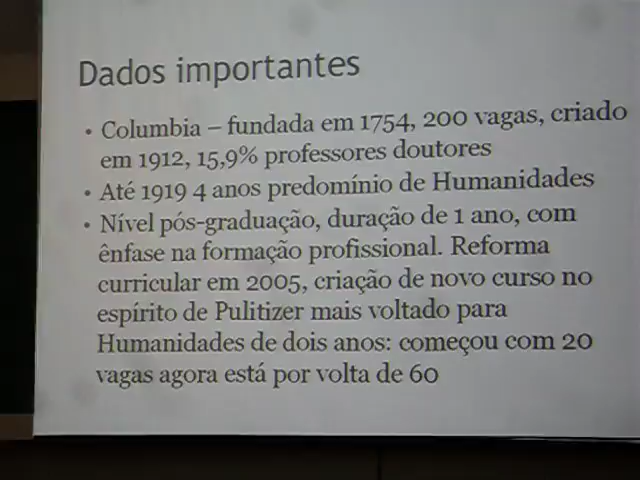 Dados importantes
• Columbia – fundada em 1754, 200 vagas, criado
em 1912, 15,9% professores doutores
• Até 1919 4 anos predomínio de Humanidades
• Nível pós-graduação, duração de 1 ano, com
ênfase na formação profissional. Reforma
curricular em 2005, criação de novo curso no
espírito de Pulitizer mais voltado para
Humanidades de dois anos: começou com 20
vagas agora está por volta de 60